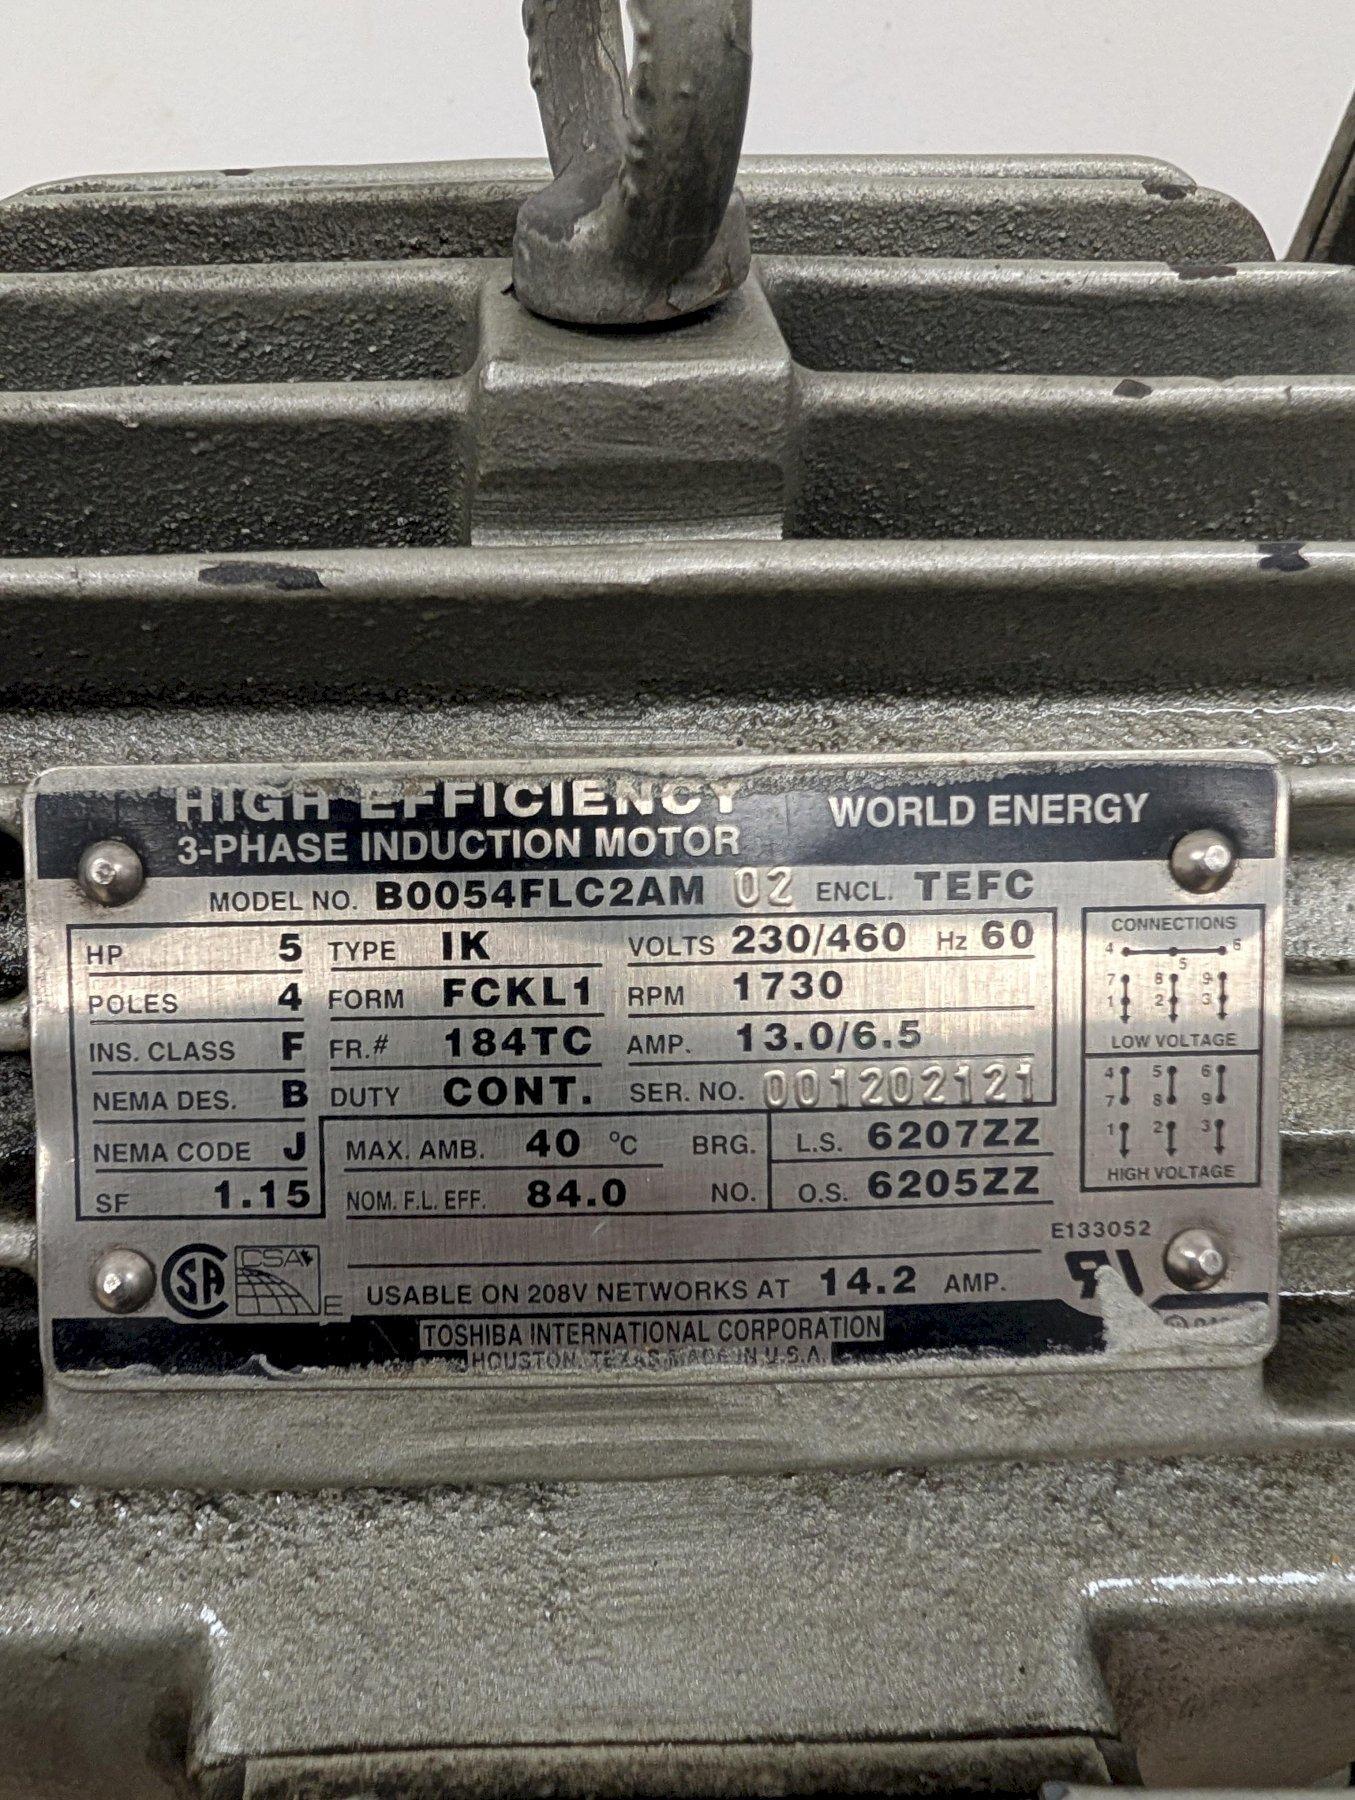 HIGH EFFICIENCY WORLD ENERGY
3-PHASE INDUCTION MOTOR
MODEL NO. B0054FLC2AM 02 ENCL. TEFC
HP 5 TYPE IK VOLTS 230/460 Hz 60
POLES 4 FORM FCKL1 RPM 1730
INS. CLASS F FR.# 184TC AMP. 13.0/6.5
NEMA DES. B DUTY CONT. SER. NO. 001202121
NEMA CODE J MAX. AMB. 40 °C BRG. L.S. 6207ZZ
SF 1.15 NOM. F.L. EFF. 84.0 NO. O.S. 6205ZZ
CONNECTIONS
4 5 6
7 8 9
1 2 3
LOW VOLTAGE
4 5 6
7 8 9
1 2 3
HIGH VOLTAGE
E133052
SA CSA E USABLE ON 208V NETWORKS AT 14.2 AMP.
TOSHIBA INTERNATIONAL CORPORATION
HOUSTON, TEXAS MADE IN U.S.A.